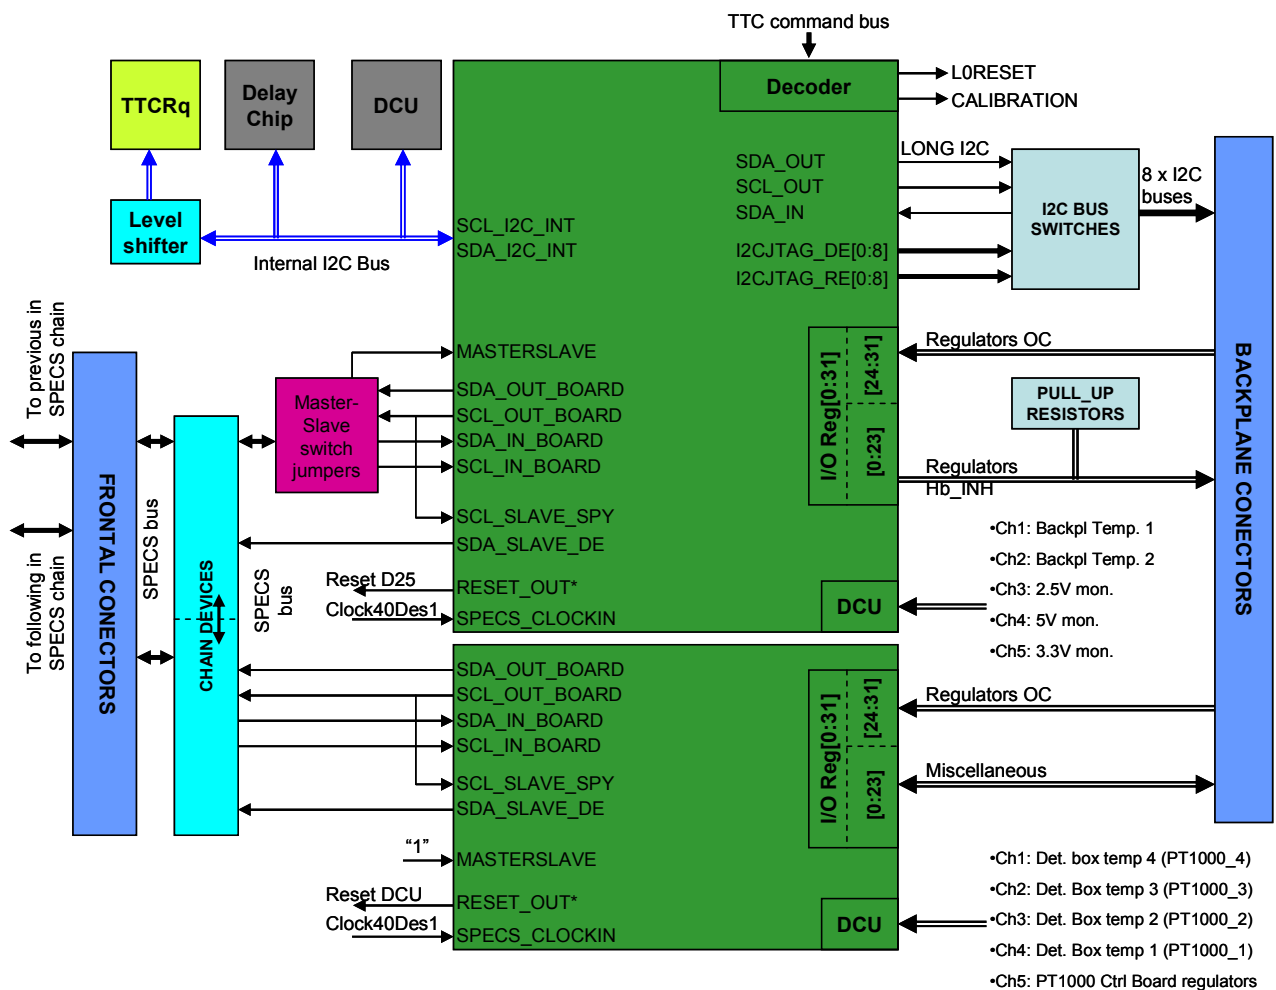 TTC command bus
TTCRq
Delay
Chip
DCU
Decoder
L0RESET
CALIBRATION
SDA_OUT
SCL_OUT
SDA_IN
I2CJTAG_DE[0:8]
I2CJTAG_RE[0:8]
LONG I2C
I2C BUS
SWITCHES
8 x I2C
buses
Level
shifter
SCL_I2C_INT
SDA_I2C_INT
Internal I2C Bus
To previous in
SPECS chain
To following in
SPECS chain
FRONTAL CONECTORS
SPECS bus
CHAIN DEVICES
SPECS
bus
Master-
Slave
switch
jumpers
MASTERSLAVE
SDA_OUT_BOARD
SCL_OUT_BOARD
SDA_IN_BOARD
SCL_IN_BOARD
SCL_SLAVE_SPY
SDA_SLAVE_DE
Reset D25
RESET_OUT*
Clock40Des1
SPECS_CLOCKIN
I/O Reg[0:31]
[24:31]
[0:23]
DCU
Regulators OC
PULL_UP
RESISTORS
Regulators
Hb_INH
•Ch1: Backpl Temp. 1
•Ch2: Backpl Temp. 2
•Ch3: 2.5V mon.
•Ch4: 5V mon.
•Ch5: 3.3V mon.
BACKPLANE CONECTORS
SDA_OUT_BOARD
SCL_OUT_BOARD
SDA_IN_BOARD
SCL_IN_BOARD
SCL_SLAVE_SPY
SDA_SLAVE_DE
“1”
MASTERSLAVE
Reset DCU
RESET_OUT*
Clock40Des1
SPECS_CLOCKIN
I/O Reg[0:31]
[24:31]
[0:23]
DCU
Regulators OC
Miscellaneous
•Ch1: Det. box temp 4 (PT1000_4)
•Ch2: Det. Box temp 3 (PT1000_3)
•Ch3: Det. Box temp 2 (PT1000_2)
•Ch4: Det. Box temp 1 (PT1000_1)
•Ch5: PT1000 Ctrl Board regulators